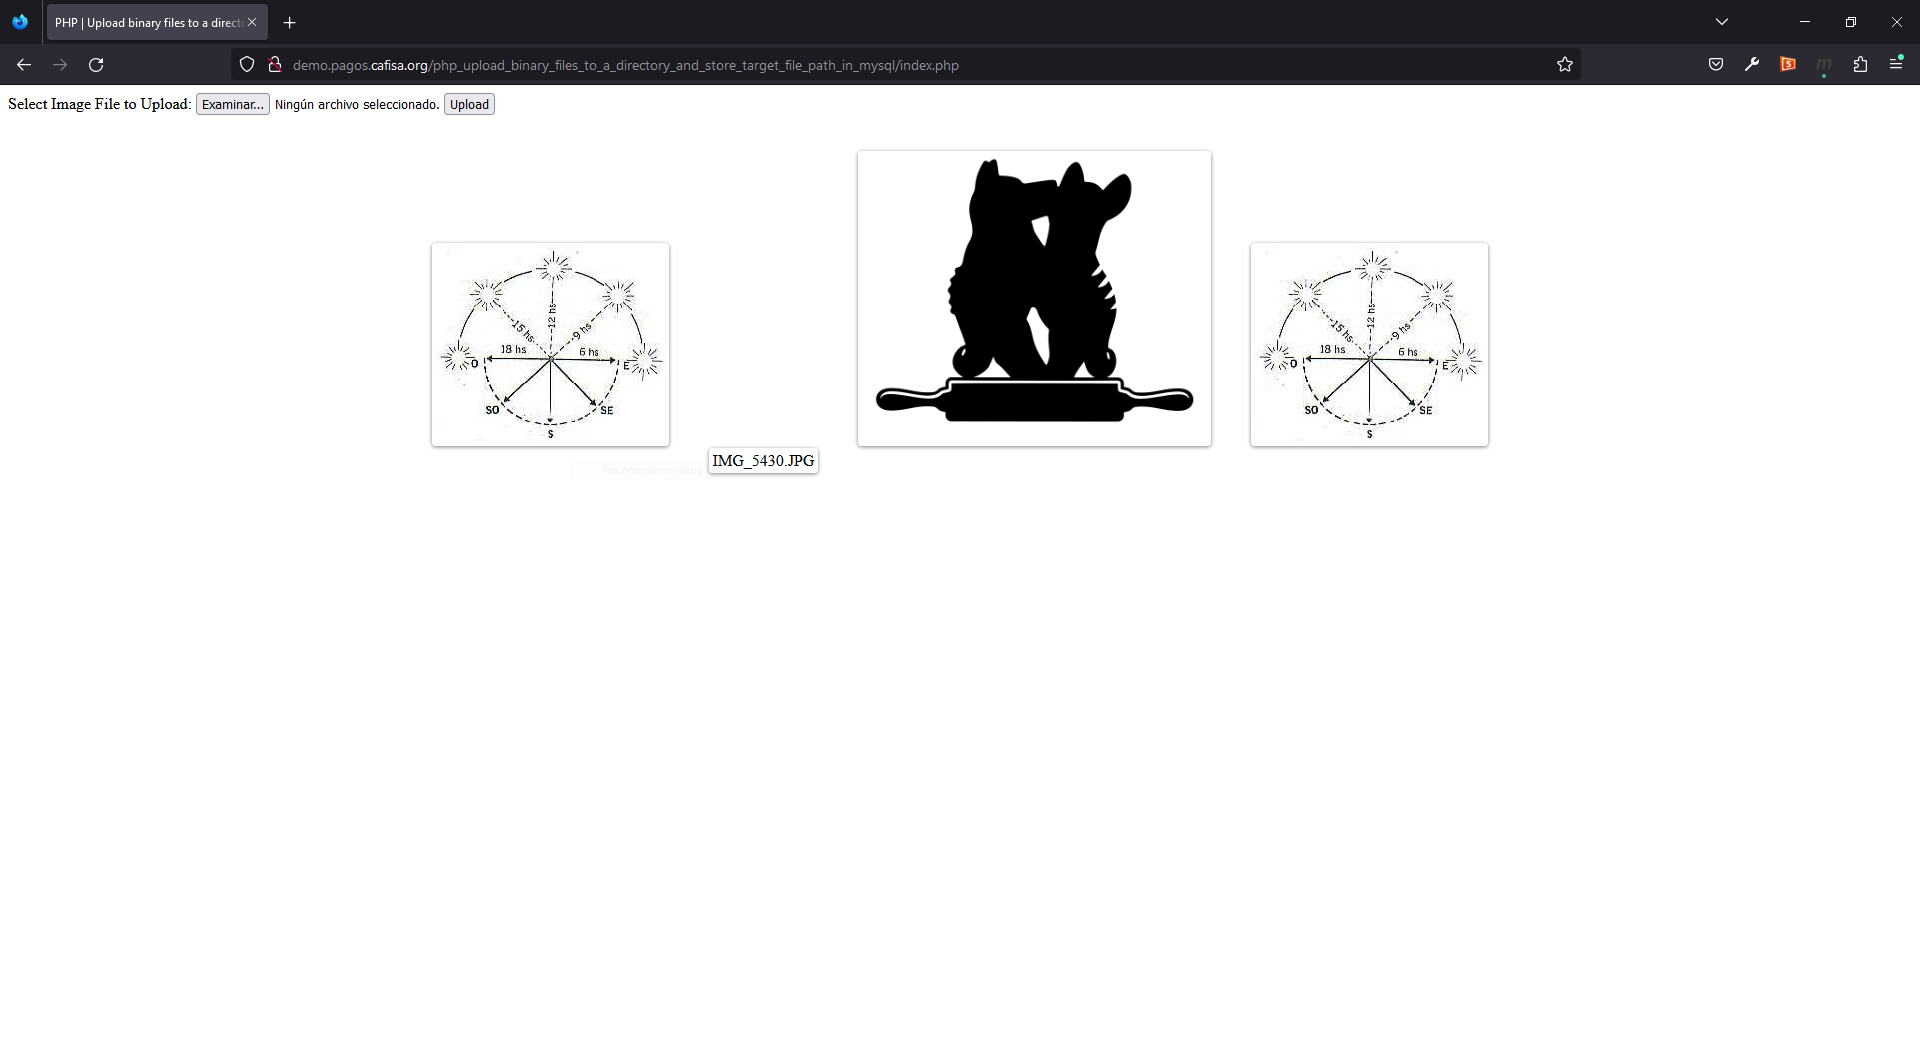 PHP | Upload binary files to a direct
demo.pagos.cafisa.org/php_upload_binary_files_to_a_directory_and_store_target_file_path_in_mysql/index.php
Select Image File to Upload: Examinar... Ningún archivo seleccionado. Upload
12 hs
15 hs
9 hs
18 hs
6 hs
O
E
SO
SE
S
12 hs
15 hs
9 hs
18 hs
6 hs
O
E
SO
SE
S
IMG_5430.JPG